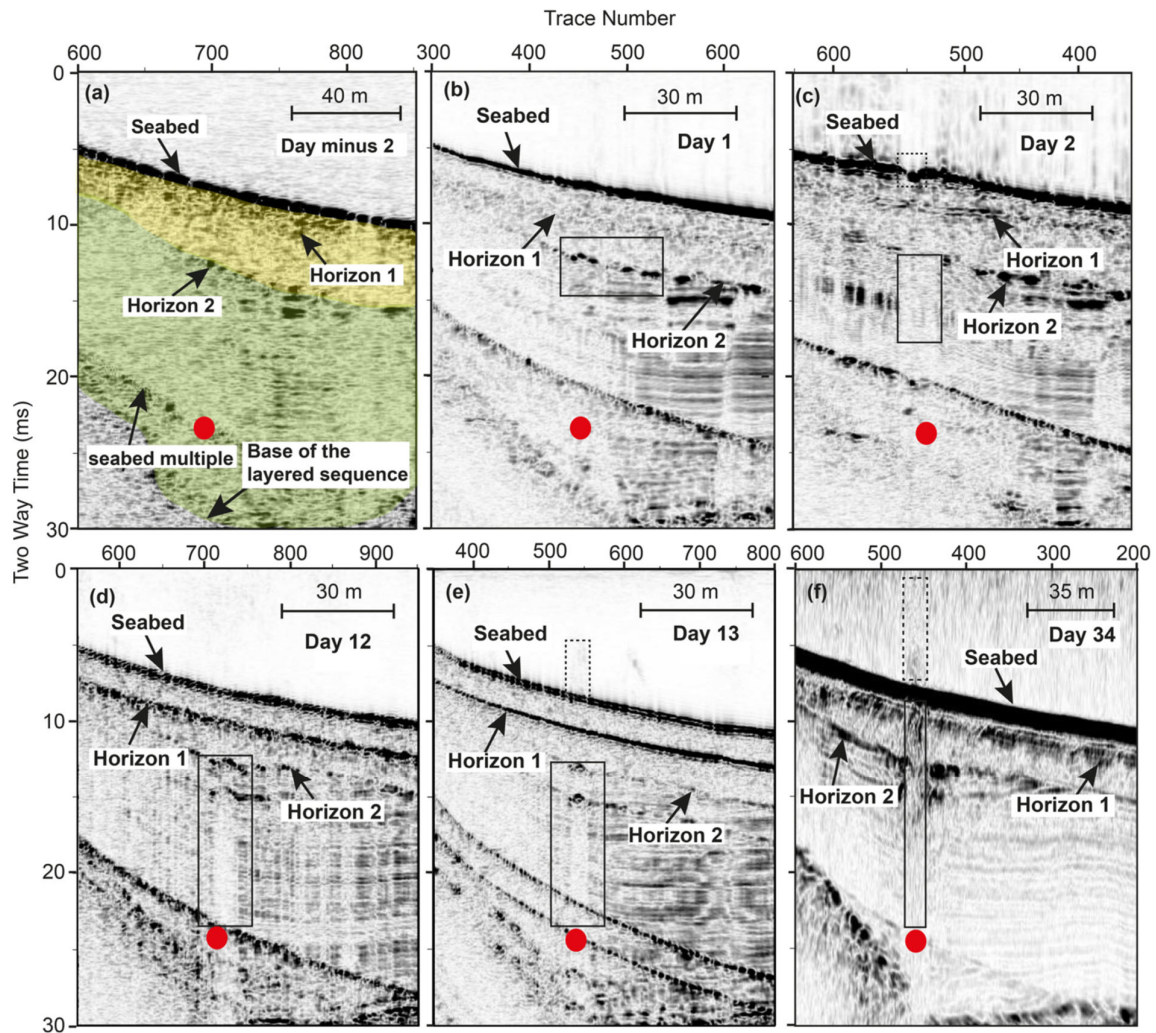 Trace Number
600 700 800
300 400 500 600
600 500 400
0
10
20
30
Two Way Time (ms)
(a)
40 m
Seabed
Day minus 2
Horizon 1
Horizon 2
seabed multiple
Base of the
layered sequence
(b)
30 m
Seabed
Day 1
Horizon 1
Horizon 2
(c)
30 m
Seabed
Day 2
Horizon 1
Horizon 2
600 700 800 900
400 500 600 700 800
600 500 400 300 200
0
10
20
30
(d)
30 m
Seabed
Day 12
Horizon 1
Horizon 2
(e)
30 m
Seabed
Day 13
Horizon 1
Horizon 2
(f)
35 m
Day 34
Seabed
Horizon 2
Horizon 1